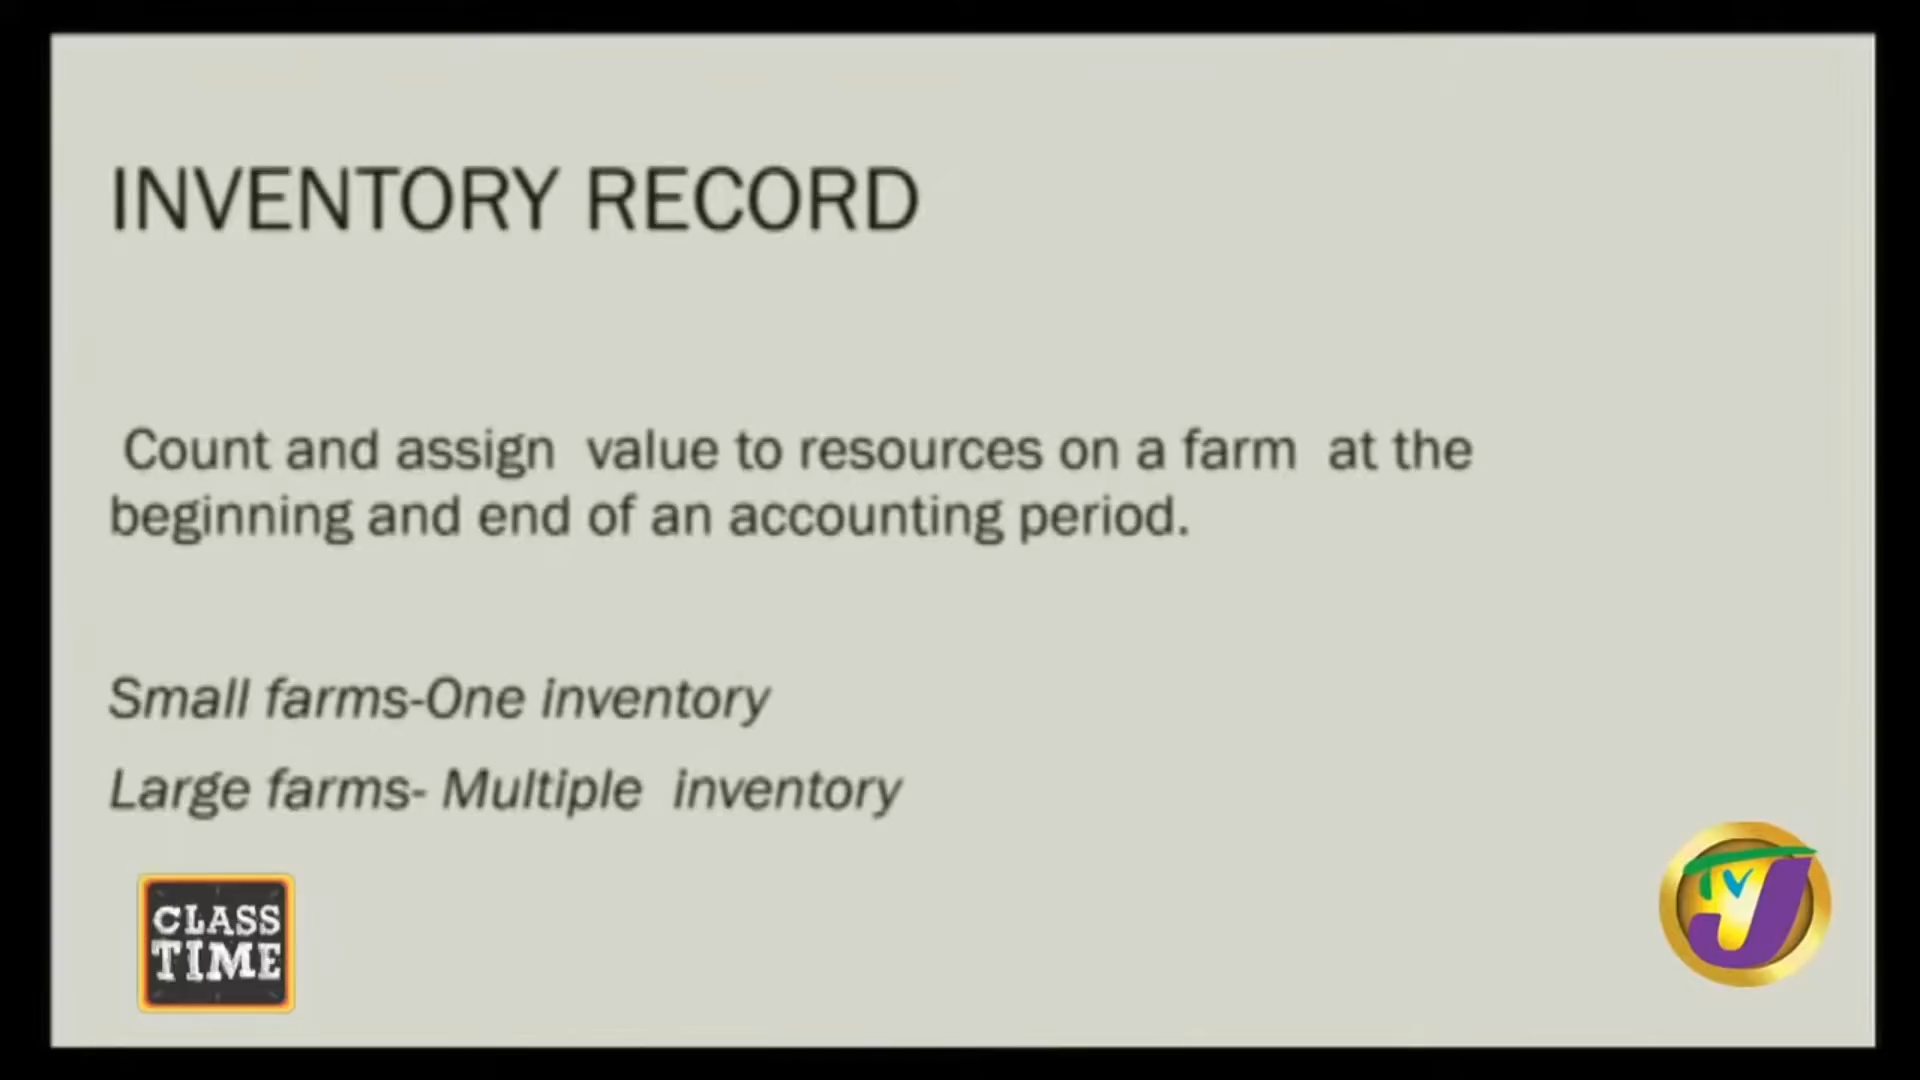 INVENTORY RECORD
Count and assign value to resources on a farm at the
beginning and end of an accounting period.
Small farms-One inventory
Large farms- Multiple inventory
CLASS
TIME
TVJ